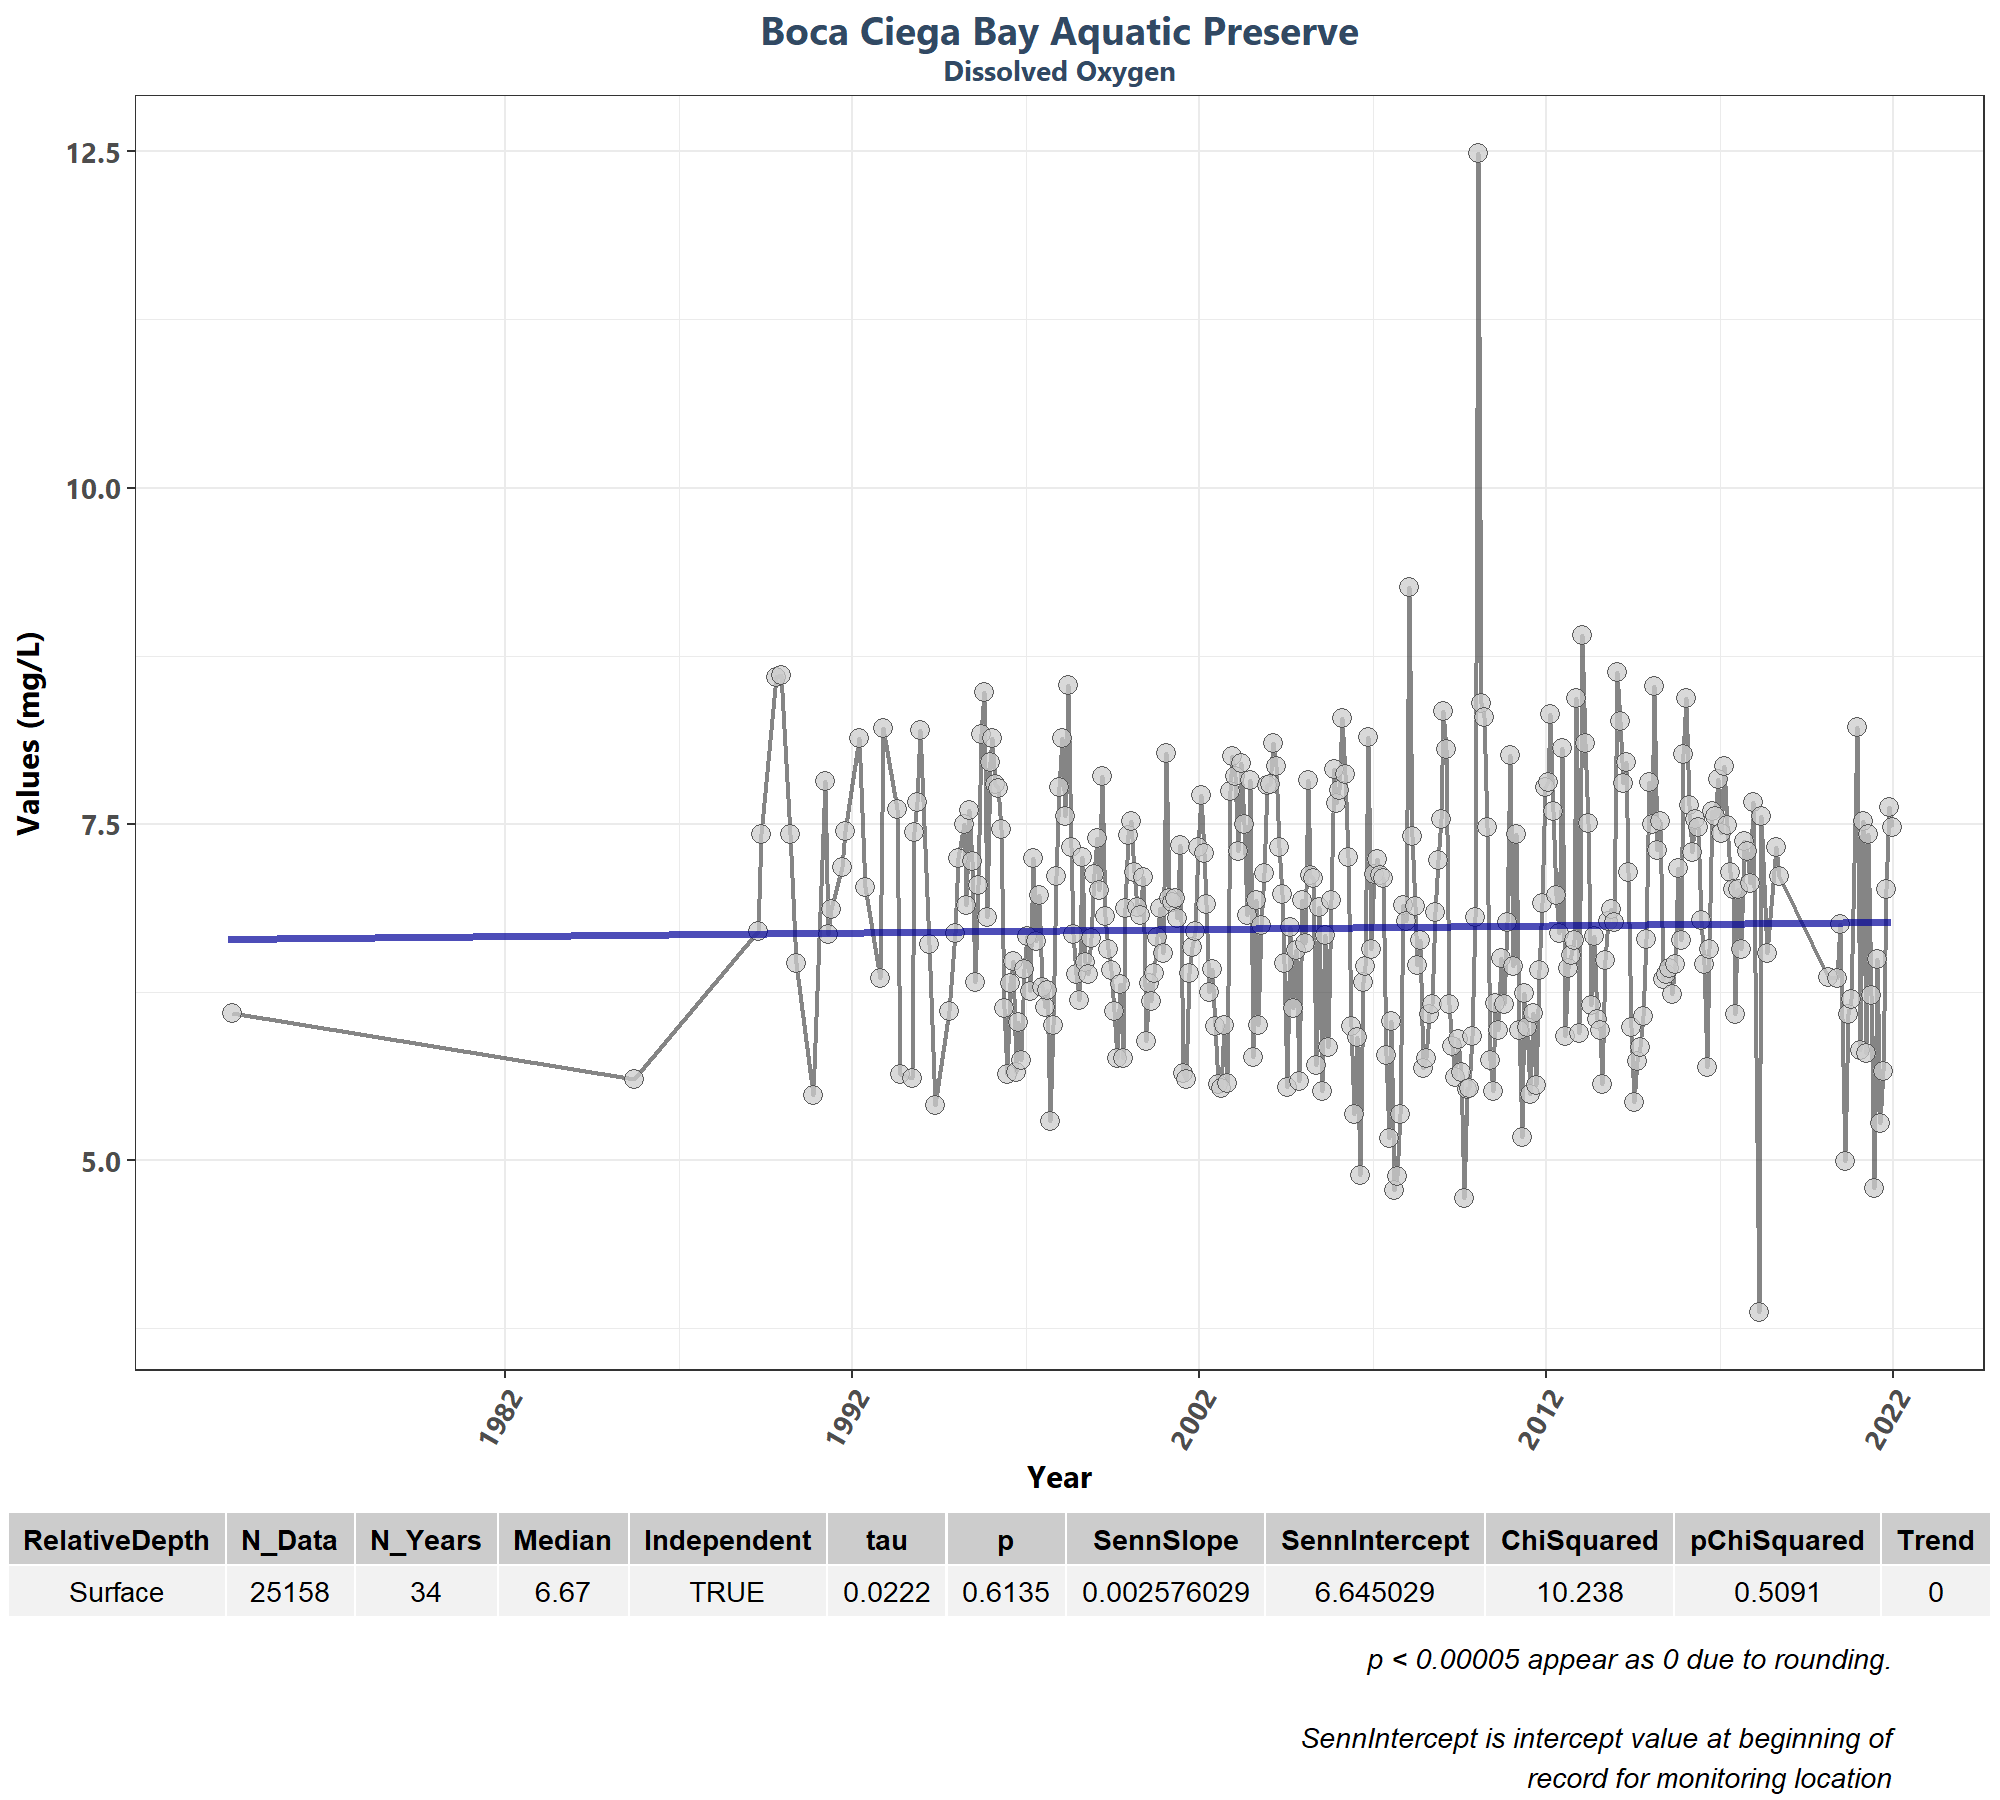 Boca Ciega Bay Aquatic Preserve
Dissolved Oxygen
12.5
10.0
7.5
5.0
Values (mg/L)
1982
1992
2002
2012
2022
Year
RelativeDepth N_Data N_Years Median Independent tau p SennSlope SennIntercept ChiSquared pChiSquared Trend
Surface 25158 34 6.67 TRUE 0.0222 0.6135 0.002576029 6.645029 10.238 0.5091 0
p < 0.00005 appear as 0 due to rounding.
SennIntercept is intercept value at beginning of
record for monitoring location